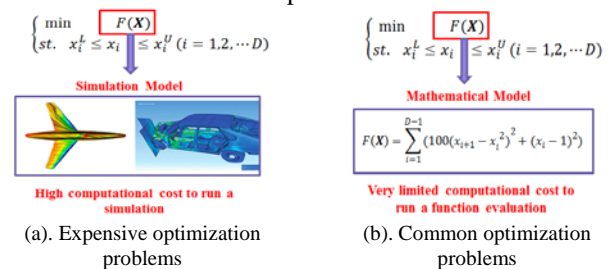 min F(X)
st. x_i^L ≤ x_i ≤ x_i^U (i = 1,2,⋯ D)
Simulation Model
High computational cost to run a
simulation
(a). Expensive optimization
problems
min F(X)
st. x_i^L ≤ x_i ≤ x_i^U (i = 1,2,⋯ D)
Mathematical Model
F(X) = ∑_{i=1}^{D−1} (100(x_{i+1} − x_i^2)^2 + (x_i − 1)^2)
Very limited computational cost to
run a function evaluation
(b). Common optimization
problems